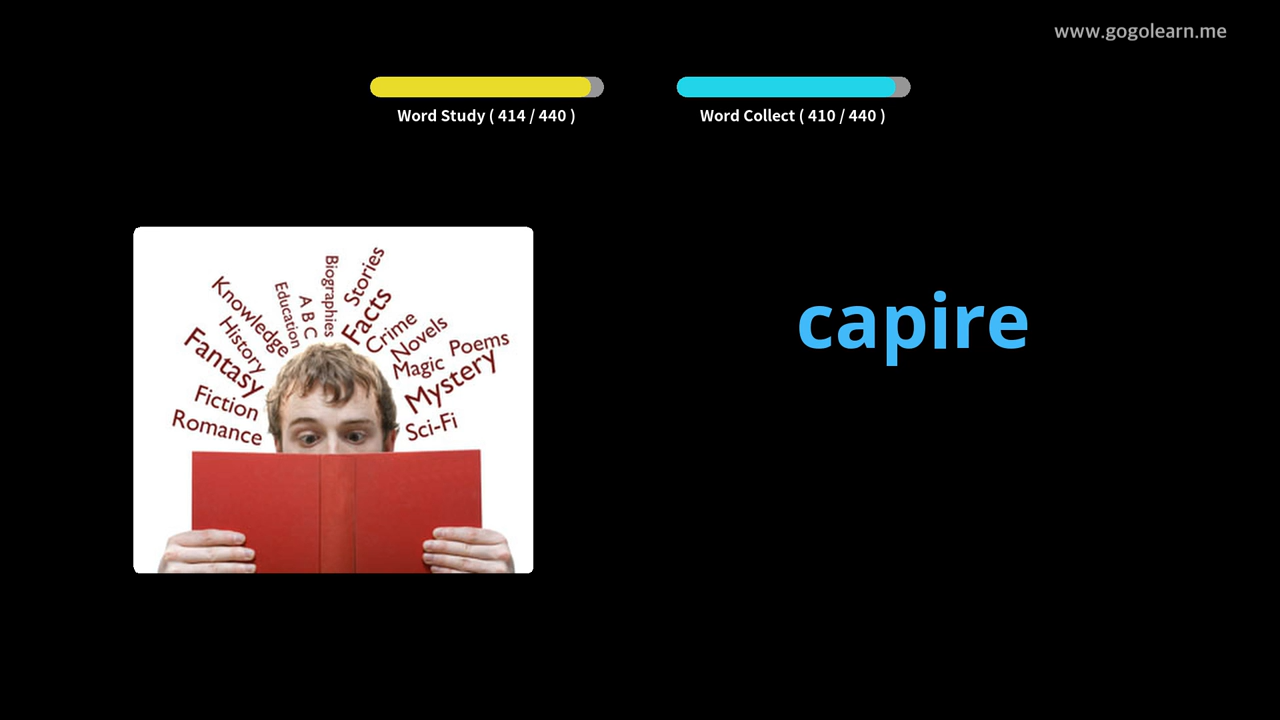 www.gogolearn.me
Word Study ( 414 / 440 )
Word Collect ( 410 / 440 )
capire
Biographies
Stories
Education
A B C
Facts
Knowledge
History
Crime
Novels
Poems
Fantasy
Magic
Mystery
Fiction
Romance
Sci-Fi